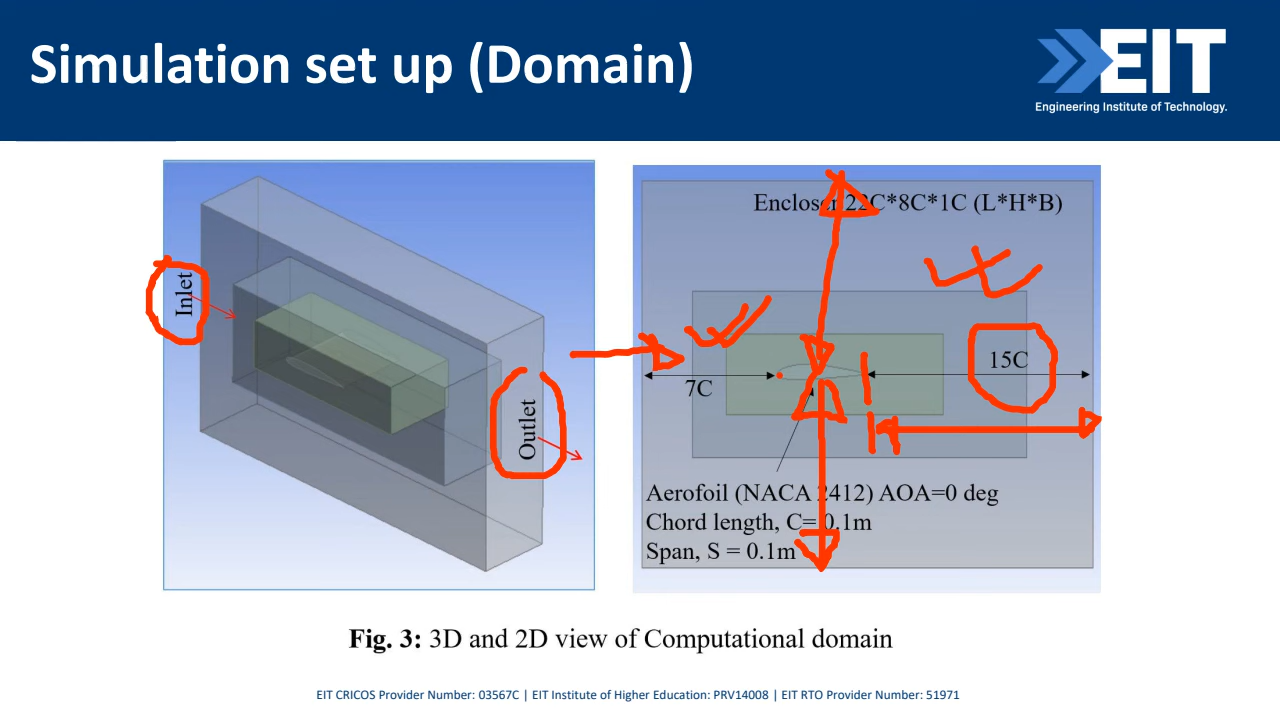 Simulation set up (Domain)
EIT
Engineering Institute of Technology.
Inlet
Outlet
Encloser 22C*8C*1C (L*H*B)
7C
15C
Aerofoil (NACA 2412) AOA=0 deg
Chord length, C= 0.1m
Span, S = 0.1m
Fig. 3: 3D and 2D view of Computational domain
EIT CRICOS Provider Number: 03567C | EIT Institute of Higher Education: PRV14008 | EIT RTO Provider Number: 51971